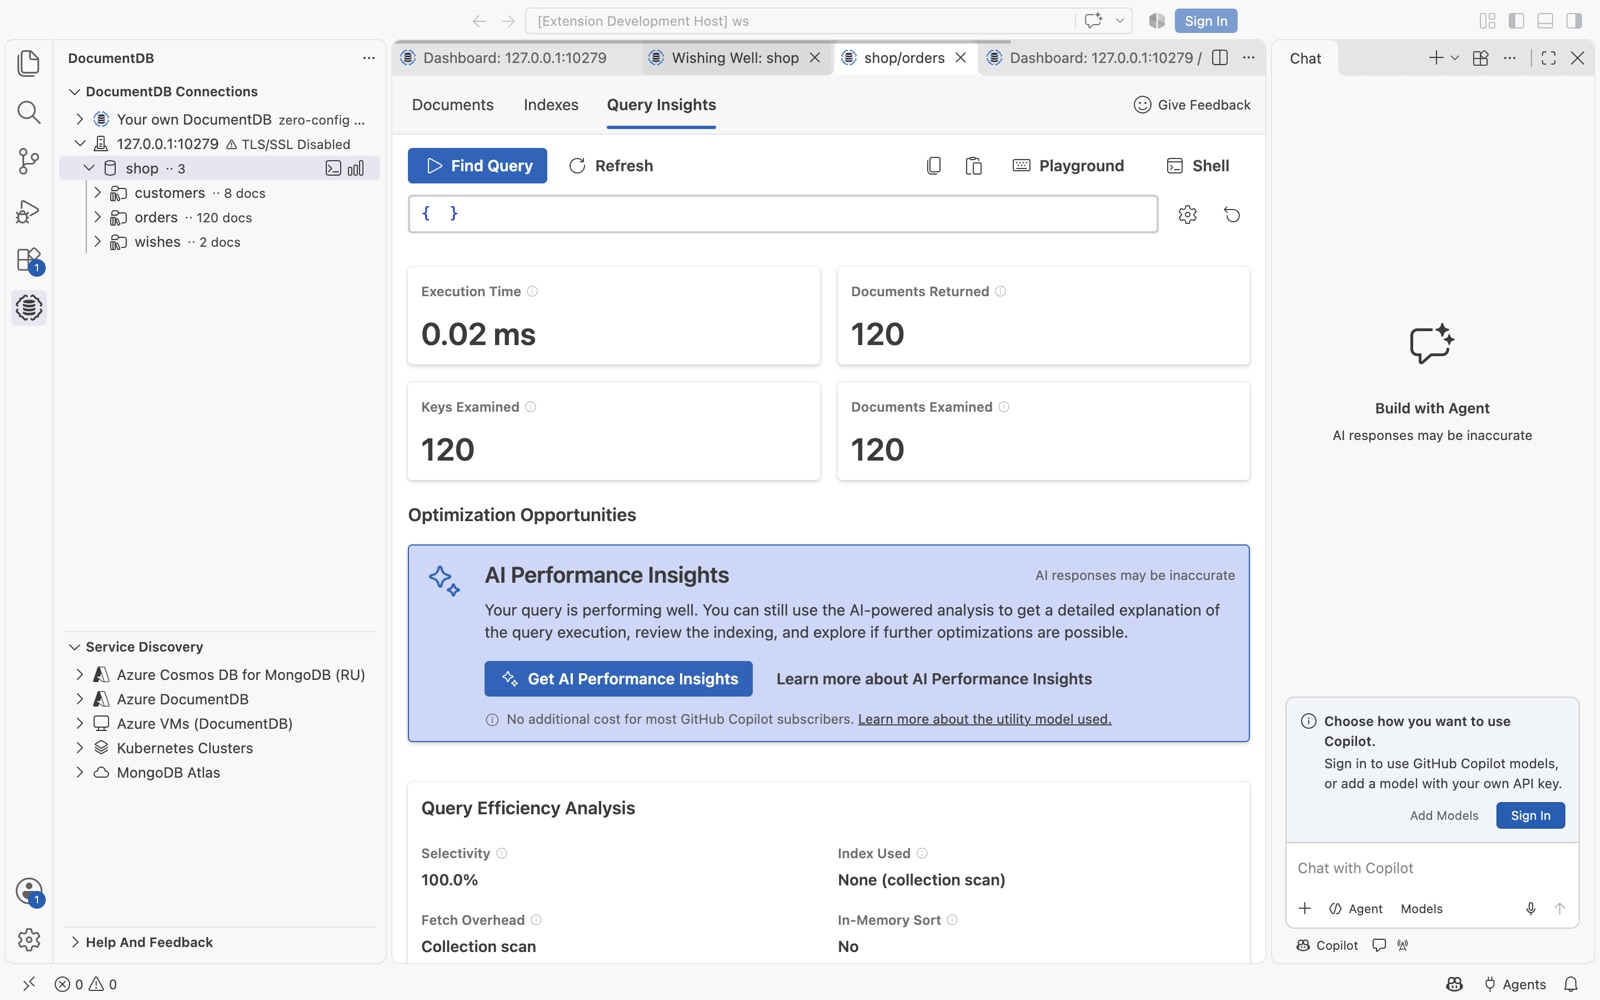 [Extension Development Host] ws
Sign In
DocumentDB
DocumentDB Connections
Your own DocumentDB zero-config ...
127.0.0.1:10279 TLS/SSL Disabled
shop ·· 3
customers ·· 8 docs
orders ·· 120 docs
wishes ·· 2 docs
Service Discovery
Azure Cosmos DB for MongoDB (RU)
Azure DocumentDB
Azure VMs (DocumentDB)
Kubernetes Clusters
MongoDB Atlas
Help And Feedback
1
1
Dashboard: 127.0.0.1:10279
Wishing Well: shop
shop/orders
Dashboard: 127.0.0.1:10279 /
Documents
Indexes
Query Insights
Give Feedback
Find Query
Refresh
Playground
Shell
{ }
Execution Time
0.02 ms
Documents Returned
120
Keys Examined
120
Documents Examined
120
Optimization Opportunities
AI Performance Insights
AI responses may be inaccurate
Your query is performing well. You can still use the AI-powered analysis to get a detailed explanation of
the query execution, review the indexing, and explore if further optimizations are possible.
Get AI Performance Insights
Learn more about AI Performance Insights
No additional cost for most GitHub Copilot subscribers. Learn more about the utility model used.
Query Efficiency Analysis
Selectivity
100.0%
Index Used
None (collection scan)
Fetch Overhead
Collection scan
In-Memory Sort
No
Chat
Build with Agent
AI responses may be inaccurate
Choose how you want to use
Copilot.
Sign in to use GitHub Copilot models,
or add a model with your own API key.
Add Models
Sign In
Chat with Copilot
Agent
Models
Copilot
0
0
Agents